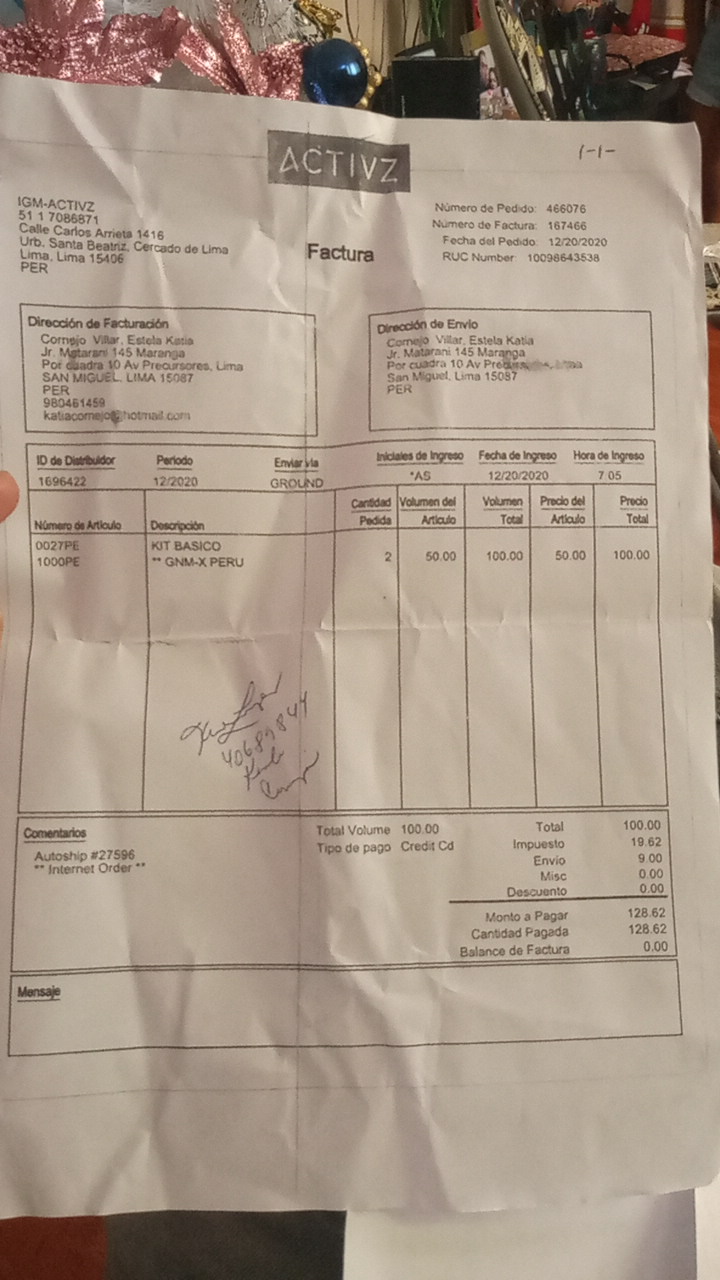 ACTIVZ
1-1-
IGM-ACTIVZ
51 1 7086871
Calle Carlos Arrieta 1416
Urb. Santa Beatriz, Cercado de Lima
Lima, Lima 15406
PER
Factura
Número de Pedido: 466076
Número de Factura: 167466
Fecha del Pedido: 12/20/2020
RUC Number: 10098643538
Dirección de Facturación
Cornejo Villar, Estela Katia
Jr. Matarani 145 Maranga
Por cuadra 10 Av Precursores, Lima
SAN MIGUEL, LIMA 15087
PER
980461459
katiacornejo@hotmail.com
Dirección de Envio
Cornejo Villar, Estela Katia
Jr. Matarani 145 Maranga
Por cuadra 10 Av
San Miguel, Lima 15087
PER
ID de Distribuidor Período Enviar vía Iniciales de Ingreso Fecha de Ingreso Hora de Ingreso
1696422 12/2020 GROUND *AS 12/20/2020 7:05
Número de Artículo Descripción Cantidad Pedida Volumen del Artículo Volumen Total Precio del Artículo Precio Total
0027PE KIT BASICO
1000PE ** GNM-X PERU 2 50.00 100.00 50.00 100.00
40689844
Comentarios
Autoship #27596
** Internet Order **
Total Volume 100.00
Tipo de pago Credit Cd
Total 100.00
Impuesto 19.62
Envio 9.00
Misc 0.00
Descuento 0.00
Monto a Pagar 128.62
Cantidad Pagada 128.62
Balance de Factura 0.00
Mensaje